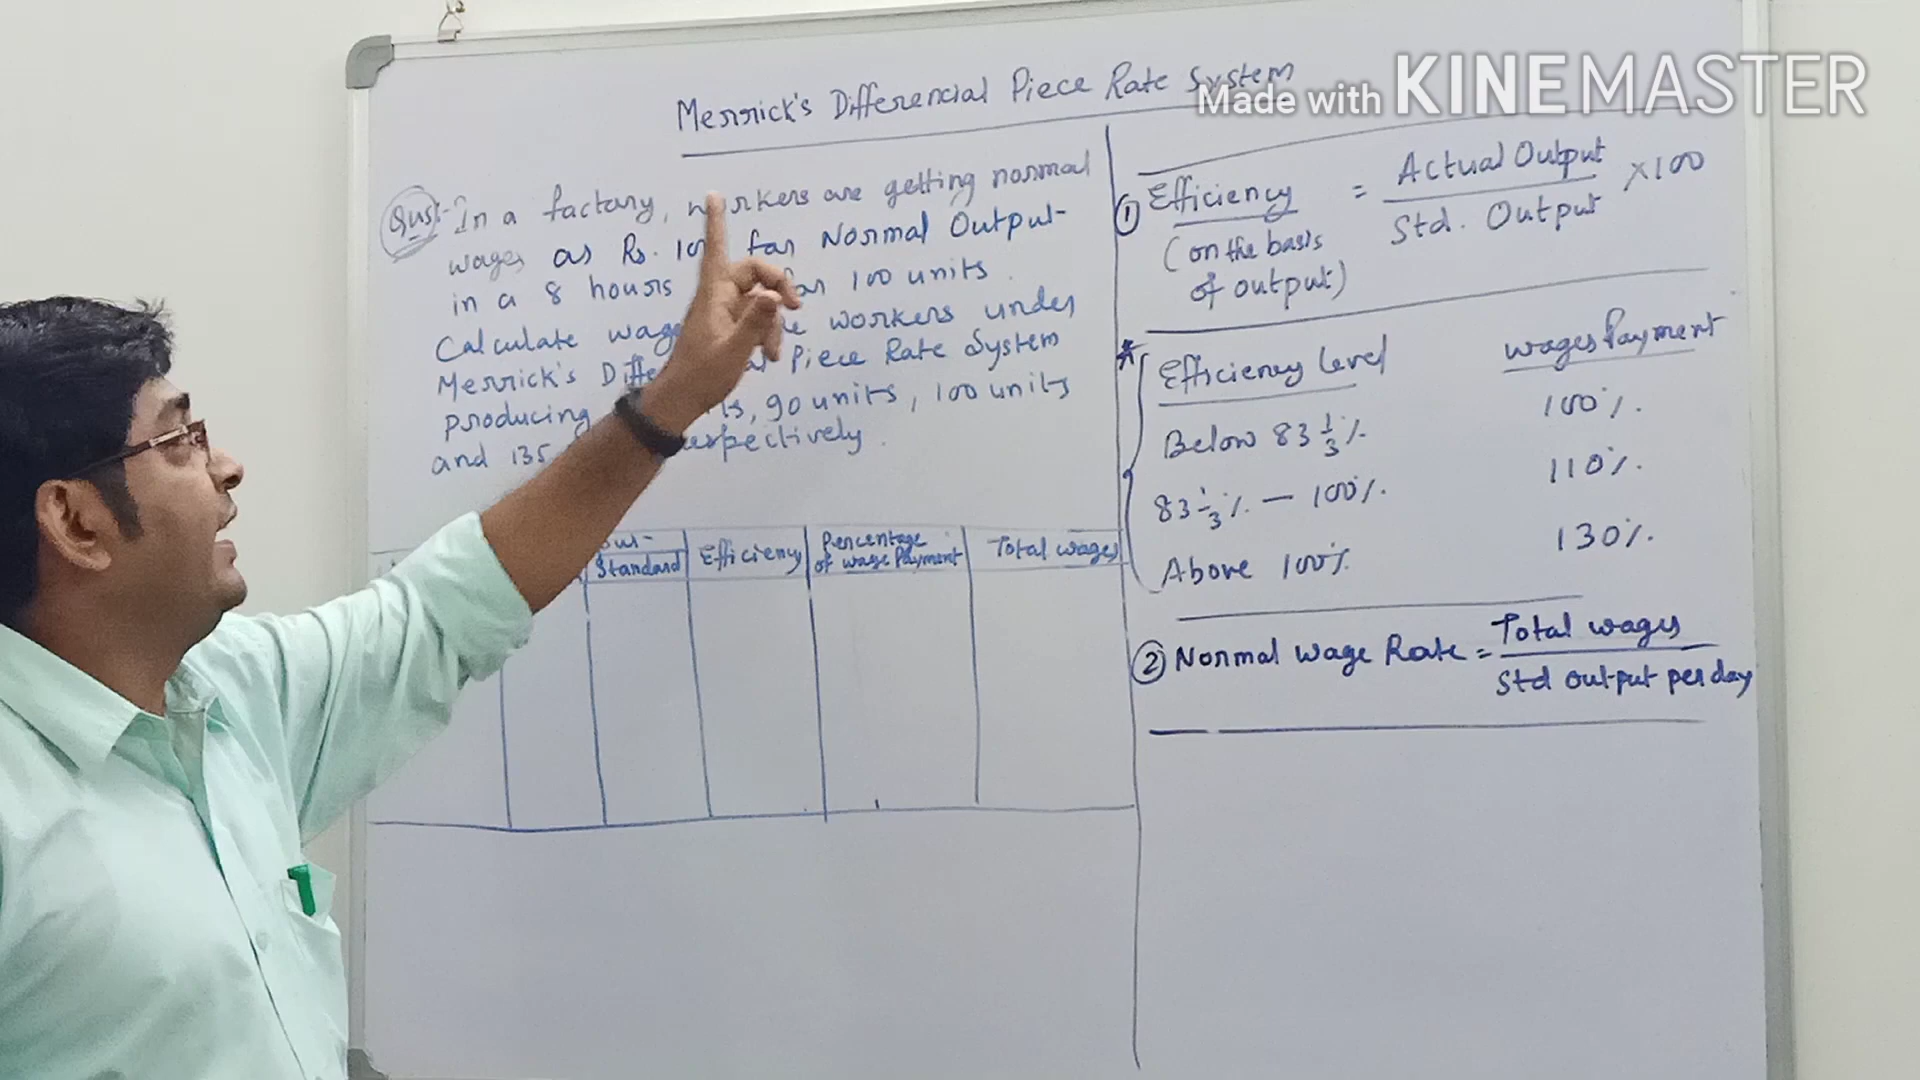 Merrick's Differencial Piece Rate System
Made with KINEMASTER
Qus:- In a factory, workers are getting normal
wages as Rs. for Normal Output
in a 8 hours 100 units.
Calculate workers under
Merrick's Piece Rate System
producing 90 units, 100 units
and 135 respectively.
Standard Efficiency Percentage of wage Payment Total wages
① Efficiency (on the basis of output) = Actual Output / Std. Output × 100
* Efficiency Level Wages Payment
Below 83 1/3 % 100%.
83 1/3 % — 100%. 110%.
Above 100% 130%.
② Normal Wage Rate = Total wages / Std output per day